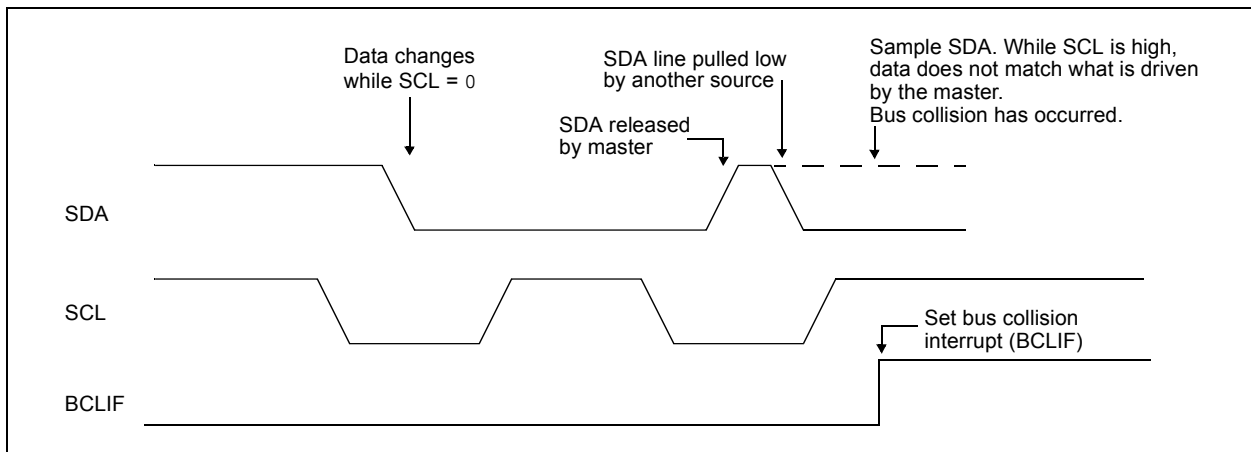 Data changes
while SCL = 0
SDA line pulled low
by another source
SDA released
by master
Sample SDA. While SCL is high,
data does not match what is driven
by the master.
Bus collision has occurred.
SDA
SCL
Set bus collision
interrupt (BCLIF)
BCLIF